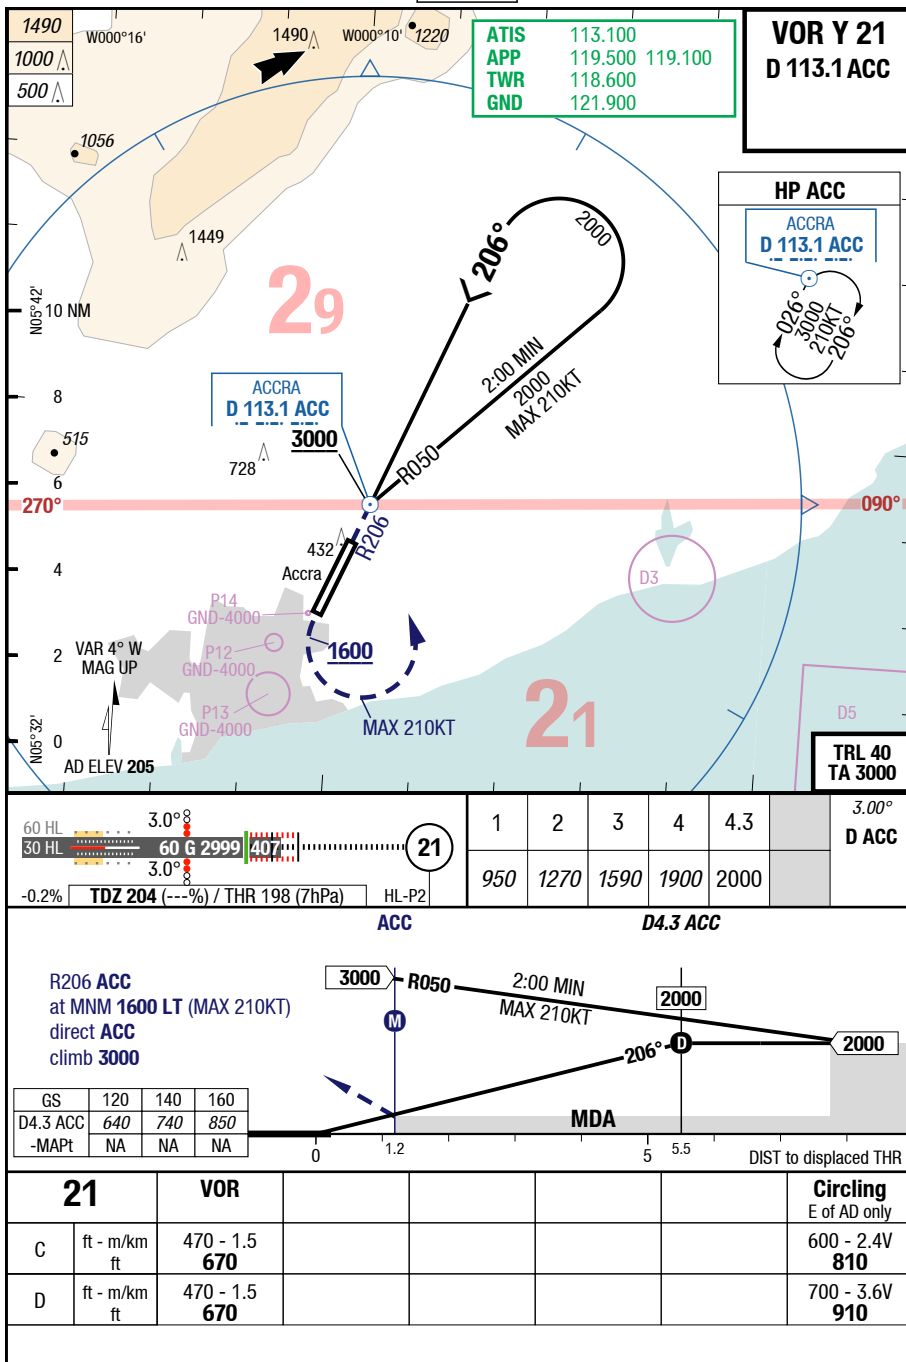 1490
1000
500
W000°16'
1490
W000°10'
1220
ATIS 113.100
APP 119.500 119.100
TWR 118.600
GND 121.900
VOR Y 21
D 113.1 ACC
1056
1449
29
206°
2000
HP ACC
ACCRA
D 113.1 ACC
026°
3000
210KT
206°
N05°42'
10 NM
8
ACCRA
D 113.1 ACC
3000
2:00 MIN
2000
MAX 210KT
R050
515
728
6
270°
090°
R206
432
Accra
4
D3
P14
GND-4000
P12
GND-4000
1600
2
VAR 4° W
MAG UP
P13
GND-4000
MAX 210KT
21
D5
N05°32'
0
AD ELEV 205
TRL 40
TA 3000
60 HL
30 HL
3.0°
60 G 2999
407
21
3.0°
-0.2%
TDZ 204 (---%) / THR 198 (7hPa)
HL-P2
1 2 3 4 4.3
3.00°
D ACC
950 1270 1590 1900 2000
ACC
D4.3 ACC
R206 ACC
at MNM 1600 LT (MAX 210KT)
direct ACC
climb 3000
3000
R050
2:00 MIN
MAX 210KT
2000
M
206°
D
2000
GS 120 140 160
D4.3 ACC 640 740 850
-MAPt NA NA NA
MDA
0
1.2
5
5.5
DIST to displaced THR
21
VOR
Circling
E of AD only
C
ft - m/km
ft
470 - 1.5
670
600 - 2.4V
810
D
ft - m/km
ft
470 - 1.5
670
700 - 3.6V
910